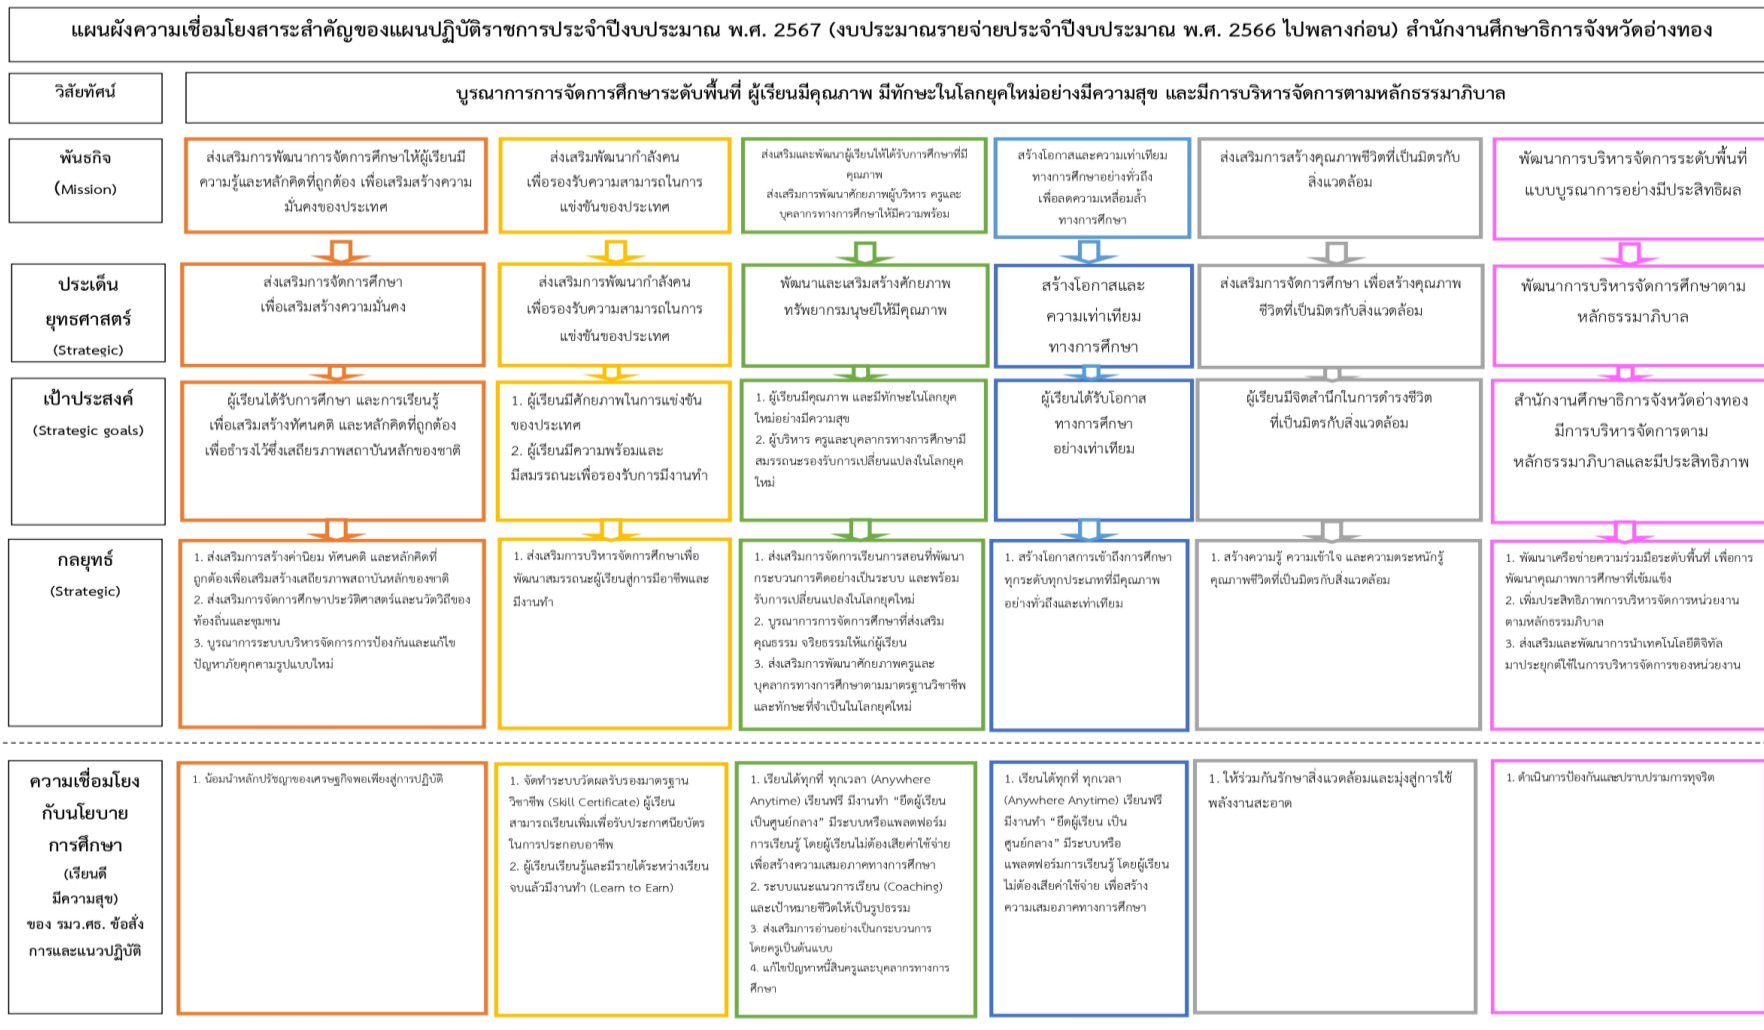 แผนผังความเชื่อมโยงสาระสำคัญของแผนปฏิบัติราชการประจำปีงบประมาณ พ.ศ. 2567 (งบประมาณรายจ่ายประจำปีงบประมาณ พ.ศ. 2566 ไปพลางก่อน) สำนักงานศึกษาธิการจังหวัดอ่างทอง
วิสัยทัศน์
บูรณาการการจัดการศึกษาระดับพื้นที่ ผู้เรียนมีคุณภาพ มีทักษะในโลกยุคใหม่อย่างมีความสุข และมีการบริหารจัดการตามหลักธรรมาภิบาล
พันธกิจ
(Mission)
ส่งเสริมการพัฒนาการจัดการศึกษาให้ผู้เรียนมี
ความรู้และหลักคิดที่ถูกต้อง เพื่อเสริมสร้างความ
มั่นคงของประเทศ
ส่งเสริมพัฒนากำลังคน
เพื่อรองรับความสามารถในการ
แข่งขันของประเทศ
ส่งเสริมและพัฒนาผู้เรียนให้ได้รับการศึกษาที่มี
คุณภาพ
ส่งเสริมการพัฒนาศักยภาพผู้บริหาร ครูและ
บุคลากรทางการศึกษาให้มีความพร้อม
สร้างโอกาสและความเท่าเทียม
ทางการศึกษาอย่างทั่วถึง
เพื่อลดความเหลื่อมล้ำ
ทางการศึกษา
ส่งเสริมการสร้างคุณภาพชีวิตที่เป็นมิตรกับ
สิ่งแวดล้อม
พัฒนาการบริหารจัดการระดับพื้นที่
แบบบูรณาการอย่างมีประสิทธิผล
ประเด็น
ยุทธศาสตร์
(Strategic)
ส่งเสริมการจัดการศึกษา
เพื่อเสริมสร้างความมั่นคง
ส่งเสริมการพัฒนากำลังคน
เพื่อรองรับความสามารถในการ
แข่งขันของประเทศ
พัฒนาและเสริมสร้างศักยภาพ
ทรัพยากรมนุษย์ให้มีคุณภาพ
สร้างโอกาสและ
ความเท่าเทียม
ทางการศึกษา
ส่งเสริมการจัดการศึกษา เพื่อสร้างคุณภาพ
ชีวิตที่เป็นมิตรกับสิ่งแวดล้อม
พัฒนาการบริหารจัดการศึกษาตาม
หลักธรรมาภิบาล
เป้าประสงค์
(Strategic goals)
ผู้เรียนได้รับการศึกษา และการเรียนรู้
เพื่อเสริมสร้างทัศนคติ และหลักคิดที่ถูกต้อง
เพื่อธำรงไว้ซึ่งเสถียรภาพสถาบันหลักของชาติ
1. ผู้เรียนมีศักยภาพในการแข่งขัน
ของประเทศ
2. ผู้เรียนมีความพร้อมและ
มีสมรรถนะเพื่อรองรับการมีงานทำ
1. ผู้เรียนมีคุณภาพ และมีทักษะในโลกยุค
ใหม่อย่างมีความสุข
2. ผู้บริหาร ครูและบุคลากรทางการศึกษามี
สมรรถนะรองรับการเปลี่ยนแปลงในโลกยุค
ใหม่
ผู้เรียนได้รับโอกาส
ทางการศึกษา
อย่างเท่าเทียม
ผู้เรียนมีจิตสำนึกในการดำรงชีวิต
ที่เป็นมิตรกับสิ่งแวดล้อม
สำนักงานศึกษาธิการจังหวัดอ่างทอง
มีการบริหารจัดการตาม
หลักธรรมาภิบาลและมีประสิทธิภาพ
กลยุทธ์
(Strategic)
1. ส่งเสริมการสร้างค่านิยม ทัศนคติ และหลักคิดที่
ถูกต้องเพื่อเสริมสร้างเสถียรภาพสถาบันหลักของชาติ
2. ส่งเสริมการจัดการศึกษาประวัติศาสตร์และนวัตวิถีของ
ท้องถิ่นและชุมชน
3. บูรณาการระบบบริหารจัดการการป้องกันและแก้ไข
ปัญหาภัยคุกคามรูปแบบใหม่
1. ส่งเสริมการบริหารจัดการศึกษาเพื่อ
พัฒนาสมรรถนะผู้เรียนสู่การมีอาชีพและ
มีงานทำ
1. ส่งเสริมการจัดการเรียนการสอนที่พัฒนา
กระบวนการคิดอย่างเป็นระบบ และพร้อม
รับการเปลี่ยนแปลงในโลกยุคใหม่
2. บูรณาการการจัดการศึกษาที่ส่งเสริม
คุณธรรม จริยธรรมให้แก่ผู้เรียน
3. ส่งเสริมการพัฒนาศักยภาพครูและ
บุคลากรทางการศึกษาตามมาตรฐานวิชาชีพ
และทักษะที่จำเป็นในโลกยุคใหม่
1. สร้างโอกาสการเข้าถึงการศึกษา
ทุกระดับทุกประเภทที่มีคุณภาพ
อย่างทั่วถึงและเท่าเทียม
1. สร้างความรู้ ความเข้าใจ และความตระหนักรู้
คุณภาพชีวิตที่เป็นมิตรกับสิ่งแวดล้อม
1. พัฒนาเครือข่ายความร่วมมือระดับพื้นที่ เพื่อการ
พัฒนาคุณภาพการศึกษาที่เข้มแข็ง
2. เพิ่มประสิทธิภาพการบริหารจัดการหน่วยงาน
ตามหลักธรรมภิบาล
3. ส่งเสริมและพัฒนาการนำเทคโนโลยีดิจิทัล
มาประยุกต์ใช้ในการบริหารจัดการของหน่วยงาน
ความเชื่อมโยง
กับนโยบาย
การศึกษา
(เรียนดี
มีความสุข)
ของ รมว.ศธ. ข้อสั่ง
การและแนวปฏิบัติ
1. น้อมนำหลักปรัชญาของเศรษฐกิจพอเพียงสู่การปฏิบัติ
1. จัดทำระบบวัดผลรับรองมาตรฐาน
วิชาชีพ (Skill Certificate) ผู้เรียน
สามารถเรียนเพิ่มเพื่อรับประกาศนียบัตร
ในการประกอบอาชีพ
2. ผู้เรียนเรียนรู้และมีรายได้ระหว่างเรียน
จบแล้วมีงานทำ (Learn to Earn)
1. เรียนได้ทุกที่ ทุกเวลา (Anywhere
Anytime) เรียนฟรี มีงานทำ “ยึดผู้เรียน
เป็นศูนย์กลาง” มีระบบหรือแพลตฟอร์ม
การเรียนรู้ โดยผู้เรียนไม่ต้องเสียค่าใช้จ่าย
เพื่อสร้างความเสมอภาคทางการศึกษา
2. ระบบแนะแนวการเรียน (Coaching)
และเป้าหมายชีวิตให้เป็นรูปธรรม
3. ส่งเสริมการอ่านอย่างเป็นกระบวนการ
โดยครูเป็นต้นแบบ
4. แก้ไขปัญหาหนี้สินครูและบุคลากรทางการ
ศึกษา
1. เรียนได้ทุกที่ ทุกเวลา
(Anywhere Anytime) เรียนฟรี
มีงานทำ “ยึดผู้เรียน เป็น
ศูนย์กลาง” มีระบบหรือ
แพลตฟอร์มการเรียนรู้ โดยผู้เรียน
ไม่ต้องเสียค่าใช้จ่าย เพื่อสร้าง
ความเสมอภาคทางการศึกษา
1. ให้ร่วมกันรักษาสิ่งแวดล้อมและมุ่งสู่การใช้
พลังงานสะอาด
1. ดำเนินการป้องกันและปราบปรามการทุจริต